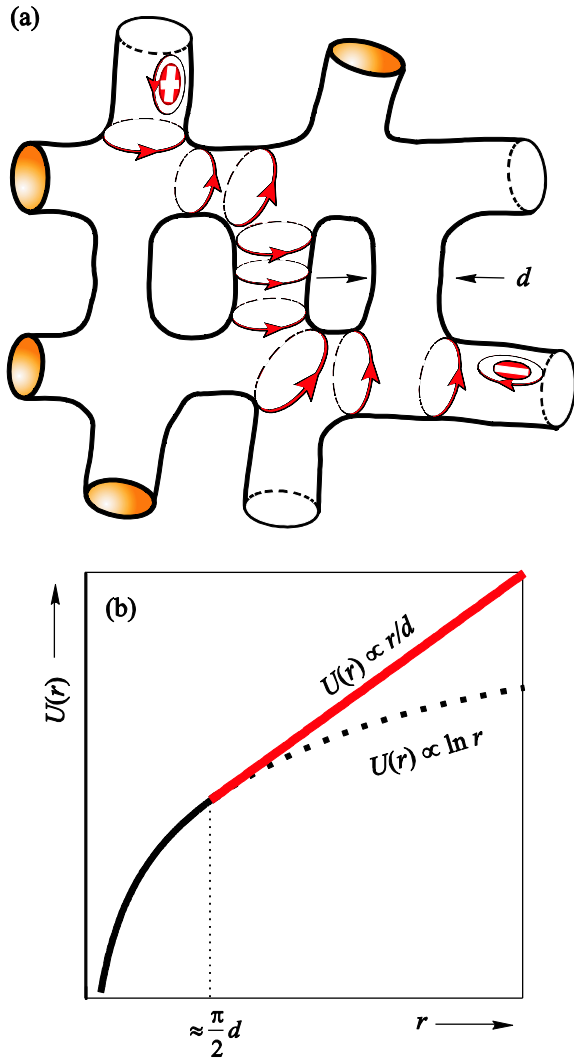 (a)
d
(b)
U(r)
U(r) ∝ r/d
U(r) ∝ ln r
≈ π/2 d
r